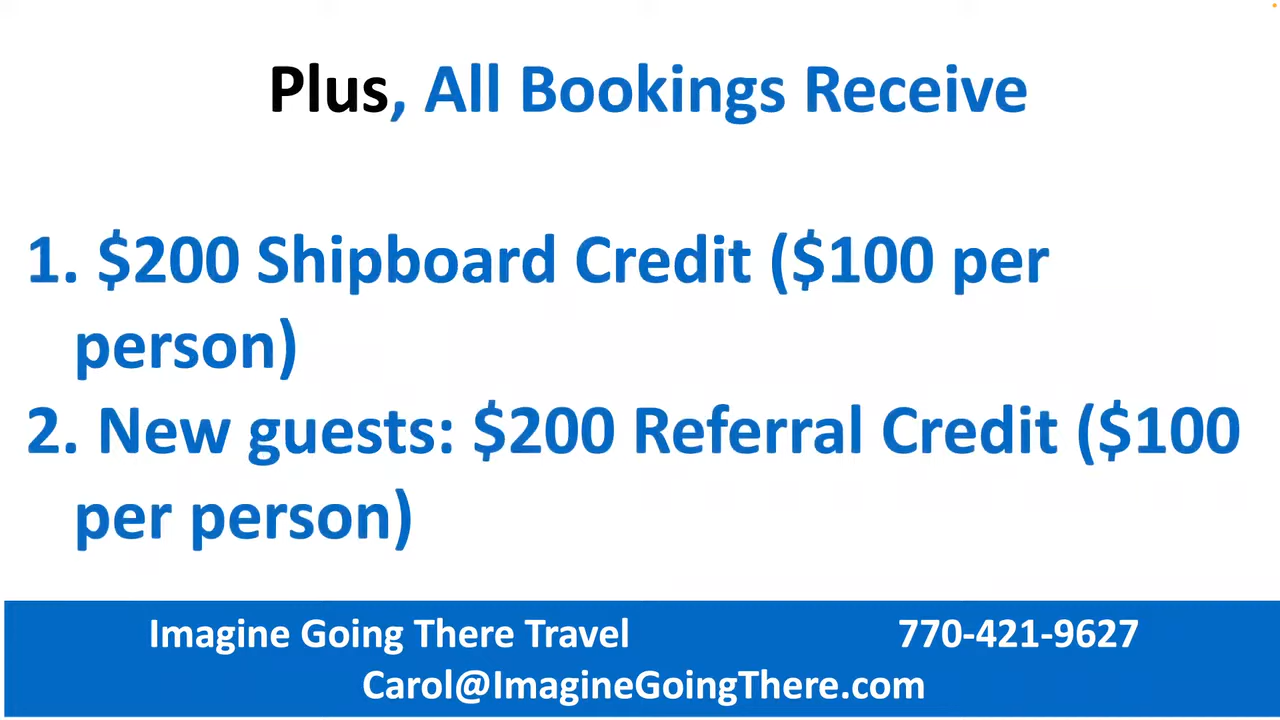 Plus, All Bookings Receive
1. $200 Shipboard Credit ($100 per
person)
2. New guests: $200 Referral Credit ($100
per person)
Imagine Going There Travel 770-421-9627
Carol@ImagineGoingThere.com